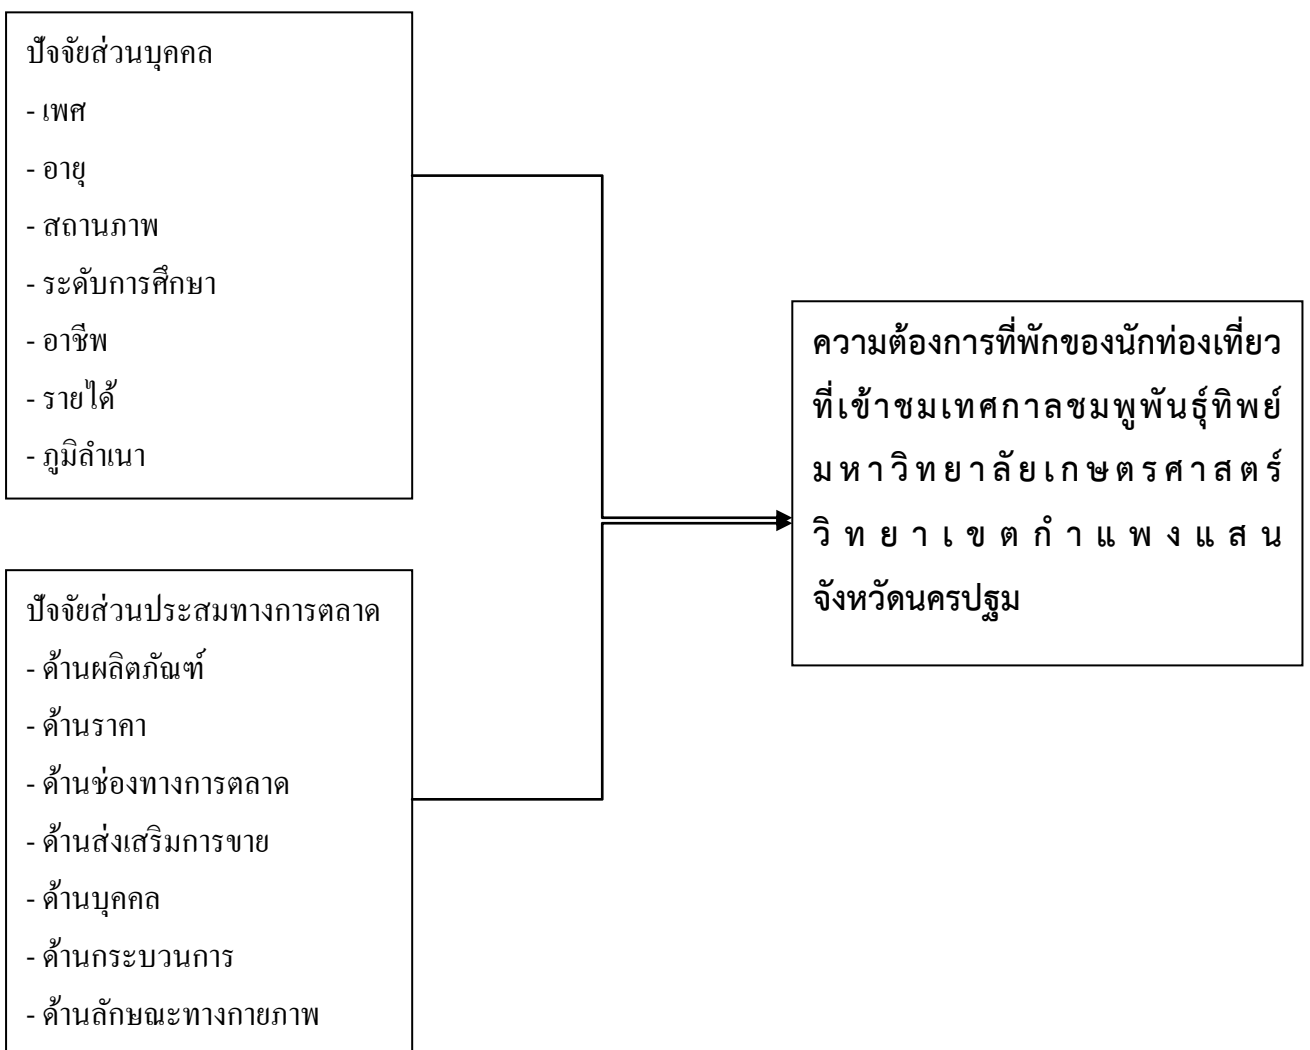 ปัจจัยส่วนบุคคล
- เพศ
- อายุ
- สถานภาพ
- ระดับการศึกษา
- อาชีพ
- รายได้
- ภูมิลำเนา
ปัจจัยส่วนประสมทางการตลาด
- ด้านผลิตภัณฑ์
- ด้านราคา
- ด้านช่องทางการตลาด
- ด้านส่งเสริมการขาย
- ด้านบุคคล
- ด้านกระบวนการ
- ด้านลักษณะทางกายภาพ
ความต้องการที่พักของนักท่องเที่ยว
ที่เข้าชมเทศกาลชมพูพันธุ์ทิพย์
มหาวิทยาลัยเกษตรศาสตร์
วิทยาเขตกำแพงแสน
จังหวัดนครปฐม